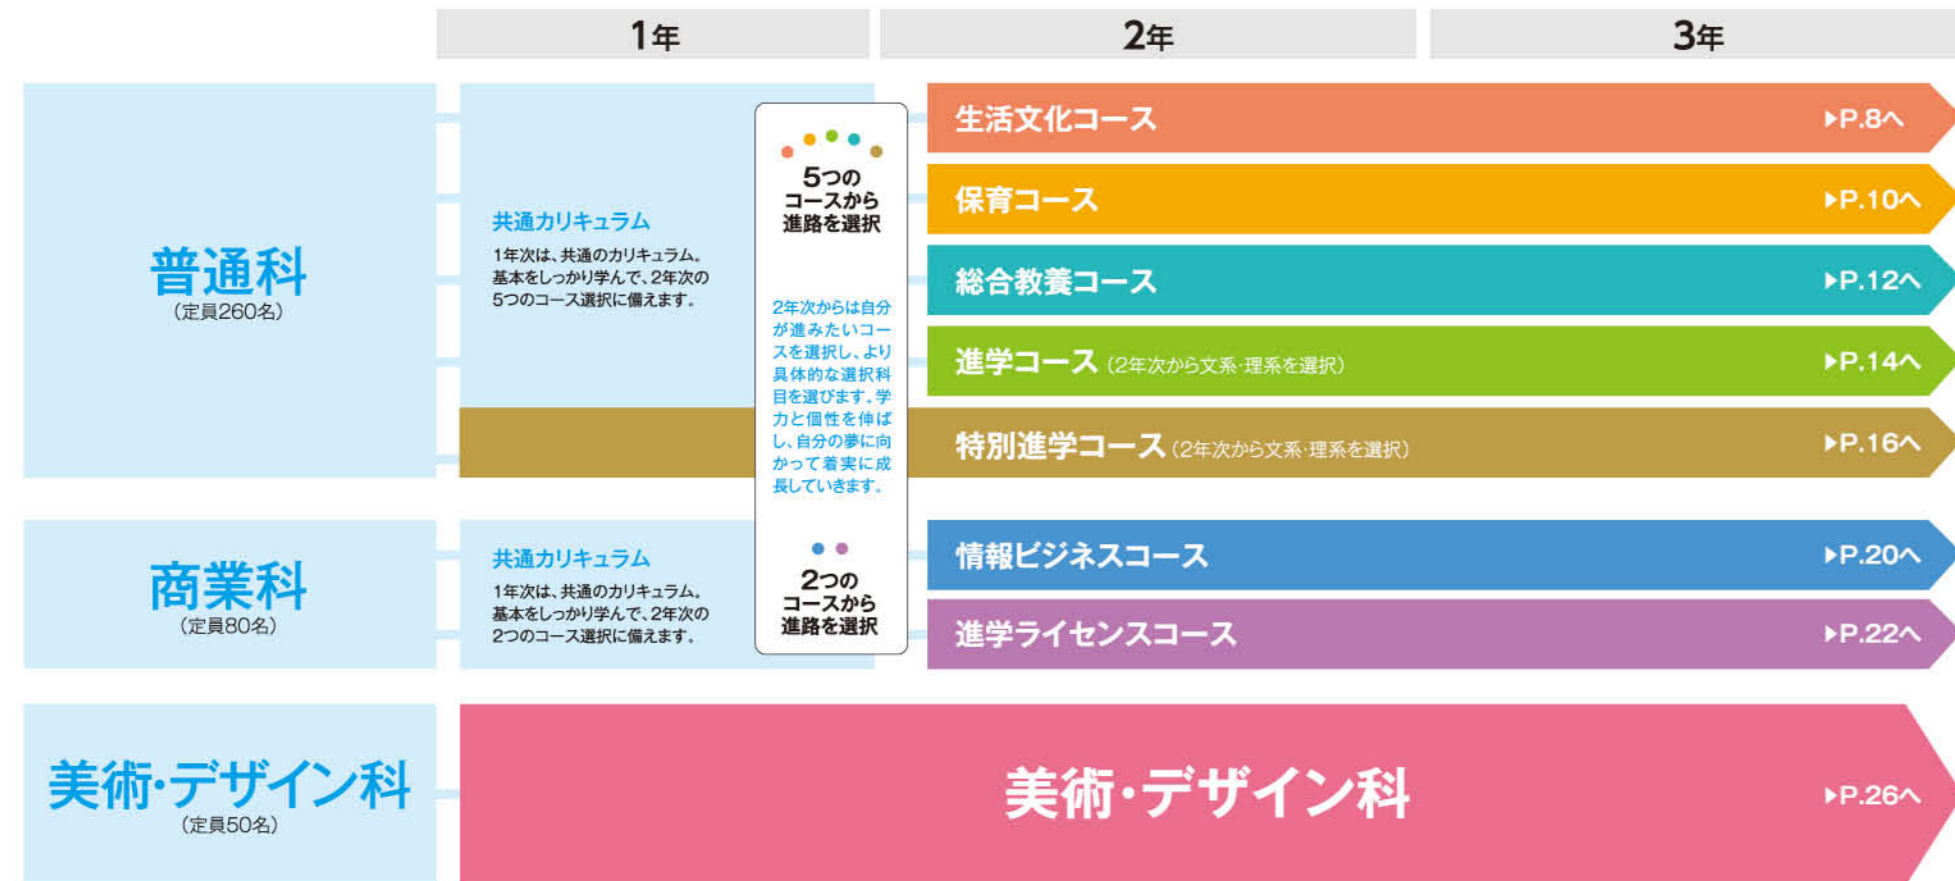 1年
2年
3年
普通科
（定員260名）
共通カリキュラム
1年次は、共通のカリキュラム。
基本をしっかり学んで、2年次の
5つのコース選択に備えます。
5つの
コースから
進路を選択
2年次からは自分
が進みたいコー
スを選択し、より
具体的な選択科
目を選びます。学
力と個性を伸ば
し、自分の夢に向
かって着実に成
長していきます。
生活文化コース
▶P.8へ
保育コース
▶P.10へ
総合教養コース
▶P.12へ
進学コース（2年次から文系・理系を選択）
▶P.14へ
特別進学コース（2年次から文系・理系を選択）
▶P.16へ
商業科
（定員80名）
共通カリキュラム
1年次は、共通のカリキュラム。
基本をしっかり学んで、2年次の
2つのコース選択に備えます。
2つの
コースから
進路を選択
情報ビジネスコース
▶P.20へ
進学ライセンスコース
▶P.22へ
美術・デザイン科
（定員50名）
美術・デザイン科
▶P.26へ